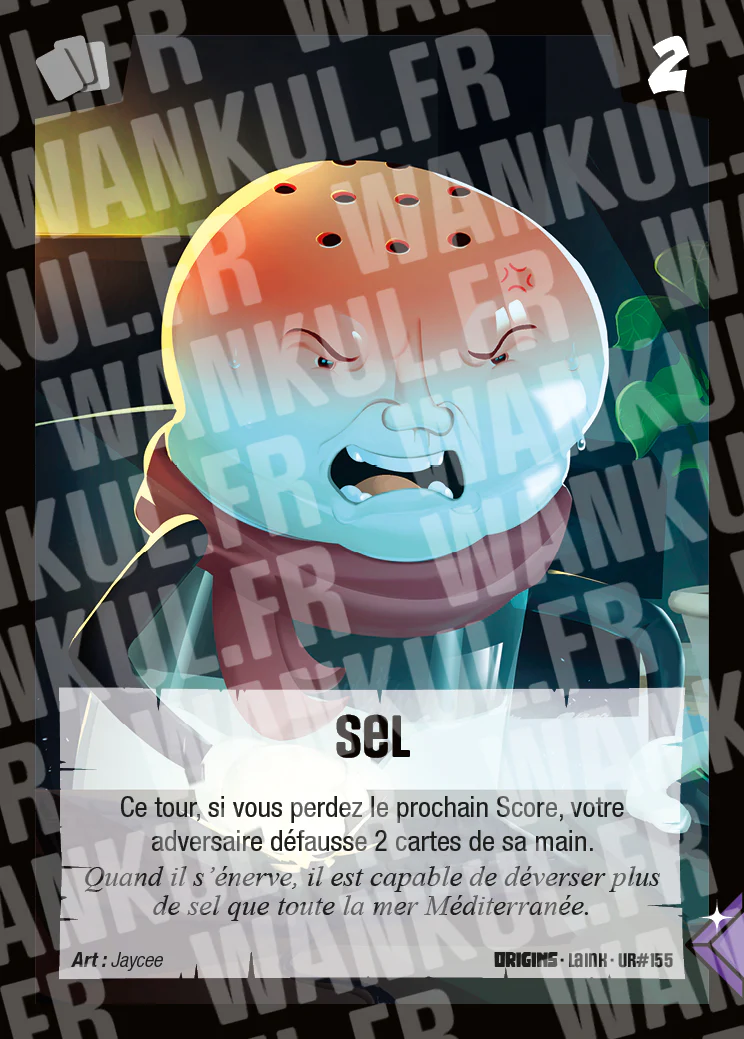 2
WANKUL.FR
sel
Ce tour, si vous perdez le prochain Score, votre
adversaire défausse 2 cartes de sa main.
Quand il s'énerve, il est capable de déverser plus
de sel que toute la mer Méditerranée.
Art : Jaycee
ORIGINS · Laink · UR#155